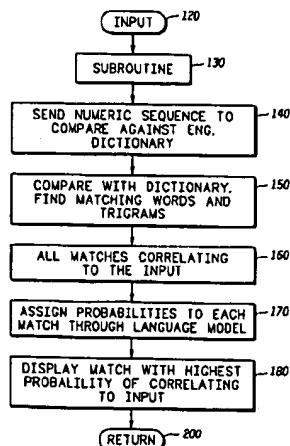 INPUT 120
SUBROUTINE 130
SEND NUMERIC SEQUENCE TO 140
COMPARE AGAINST ENG.
DICTIONARY
COMPARE WITH DICTIONARY. 150
FIND MATCHING WORDS AND
TRIGRAMS
ALL MATCHES CORRELATING 160
TO THE INPUT
ASSIGN PROBABILITIES TO EACH 170
MATCH THROUGH LANGUAGE MODEL
DISPLAY MATCH WITH HIGHEST 180
PROBALILITY OF CORRELATING
TO INPUT
RETURN 200